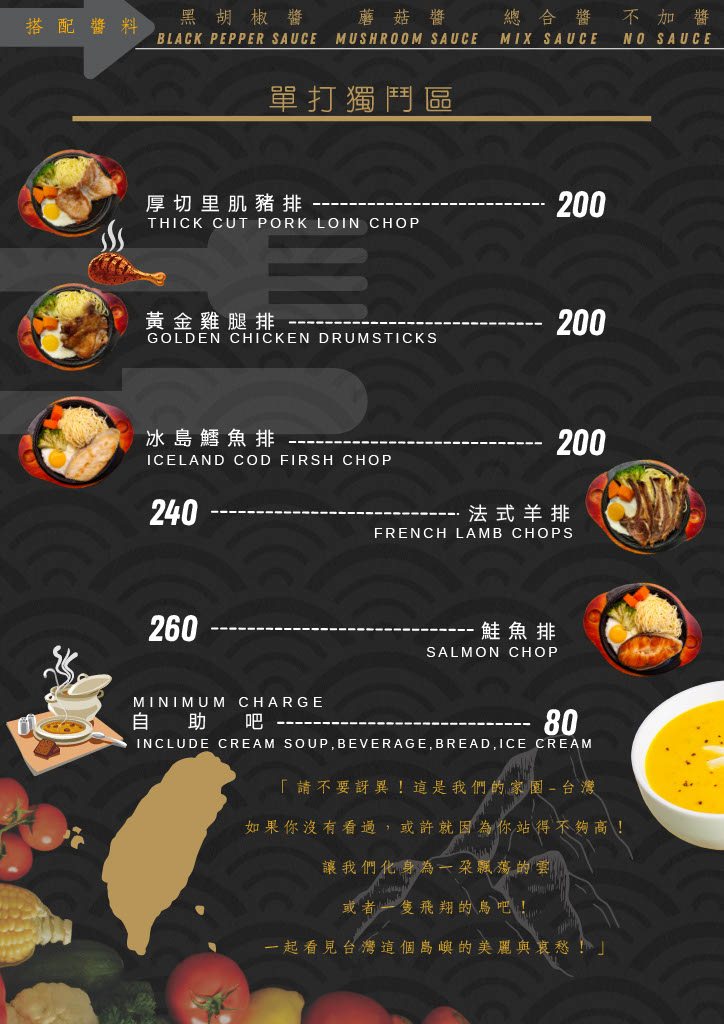 搭配醬料
黑胡椒醬 蘑菇醬 總合醬 不加醬
BLACK PEPPER SAUCE MUSHROOM SAUCE MIX SAUCE NO SAUCE
單打獨鬥區
厚切里肌豬排 200
THICK CUT PORK LOIN CHOP
黃金雞腿排 200
GOLDEN CHICKEN DRUMSTICKS
冰島鱈魚排 200
ICELAND COD FIRSH CHOP
240 法式羊排
FRENCH LAMB CHOPS
260 鮭魚排
SALMON CHOP
MINIMUM CHARGE
自助吧 80
INCLUDE CREAM SOUP,BEVERAGE,BREAD,ICE CREAM
「請不要訝異！這是我們的家園–台灣
如果你沒有看過，或許就因為你站得不夠高！
讓我們化身為一朵飄蕩的雲
或者一隻飛翔的鳥吧！
一起看見台灣這個島嶼的美麗與哀愁！」